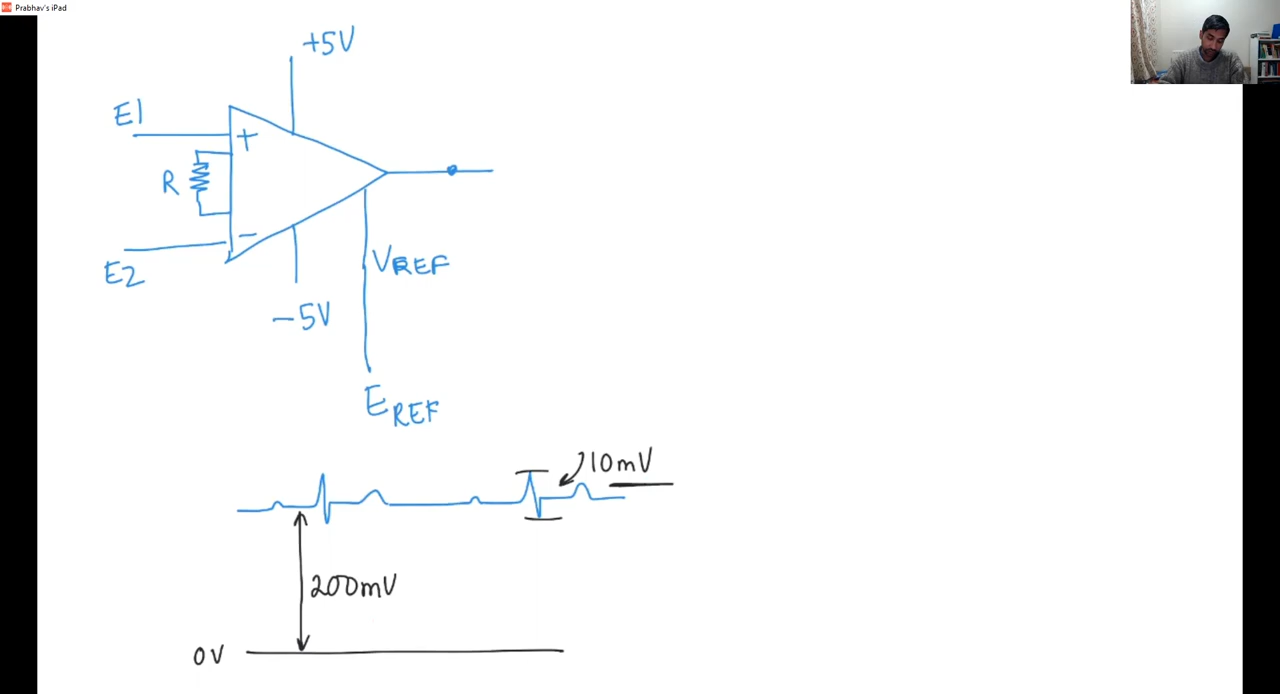 Prabhav's iPad
+5V
E1
+
R
−
E2
VREF
−5V
EREF
10mV
200mV
0V